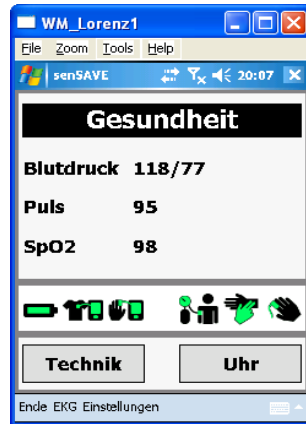 WM_Lorenz1
File Zoom Tools Help
senSAVE 20:07
Gesundheit
Blutdruck 118/77
Puls 95
SpO2 98
Technik Uhr
Ende EKG Einstellungen